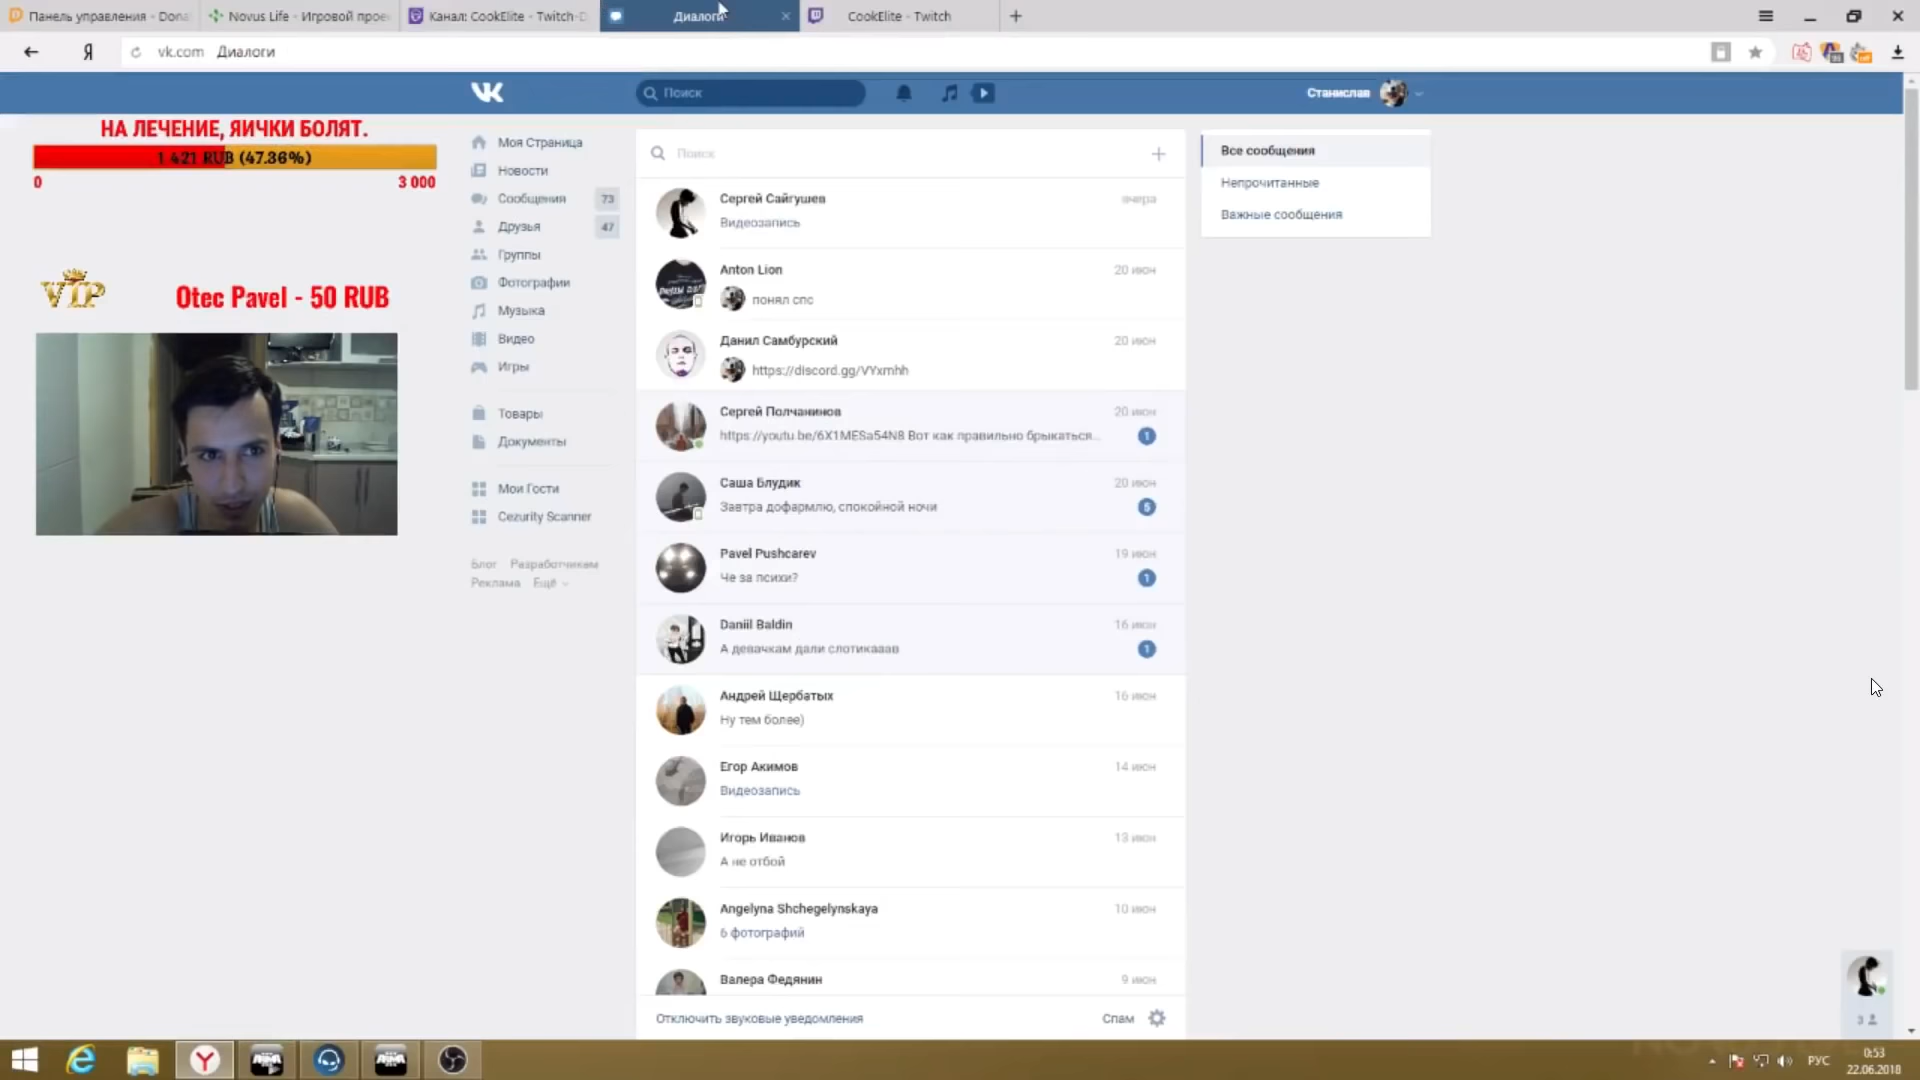 Панель управления - Dona
Novus Life - Игровой проек
Канал: CookElite - Twitch-D
Диалоги
CookElite - Twitch
Я
vk.com Диалоги
VK
Поиск
Станислав
НА ЛЕЧЕНИЕ, ЯИЧКИ БОЛЯТ.
1 421 RUB (47.36%)
0
3 000
VIP
Otec Pavel - 50 RUB
Моя Страница
Новости
Сообщения
73
Друзья
47
Группы
Фотографии
Музыка
Видео
Игры
Товары
Документы
Мои Гости
Cezurity Scanner
Блог Разработчикам
Реклама Ещё
Поиск
Сергей Сайгушев
вчера
Видеозапись
Anton Lion
20 июн
понял спс
Данил Самбурский
20 июн
https://discord.gg/VYxmhh
Сергей Полчанинов
20 июн
https://youtu.be/6X1MESa54N8 Вот как правильно брыкаться...
1
Саша Блудик
20 июн
Завтра дофармлю, спокойной ночи
5
Pavel Pushcarev
19 июн
Че за психи?
1
Daniil Baldin
16 июн
А девачкам дали слотикааав
1
Андрей Щербатых
16 июн
Ну тем более)
Егор Акимов
14 июн
Видеозапись
Игорь Иванов
13 июн
А не отбой
Angelyna Shchegelynskaya
10 июн
6 фотографий
Валера Федянин
9 июн
Отключить звуковые уведомления
Спам
Все сообщения
Непрочитанные
Важные сообщения
3
РУС
0:53
22.06.2018